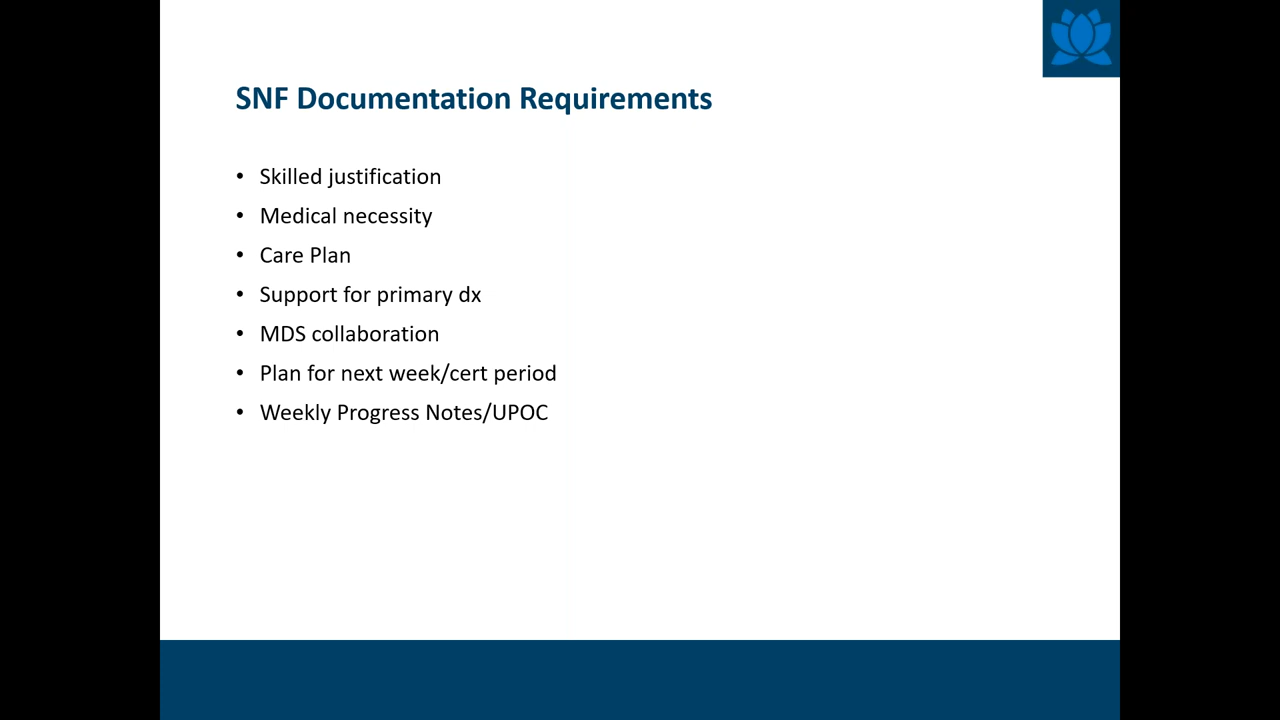 SNF Documentation Requirements
• Skilled justification
• Medical necessity
• Care Plan
• Support for primary dx
• MDS collaboration
• Plan for next week/cert period
• Weekly Progress Notes/UPOC